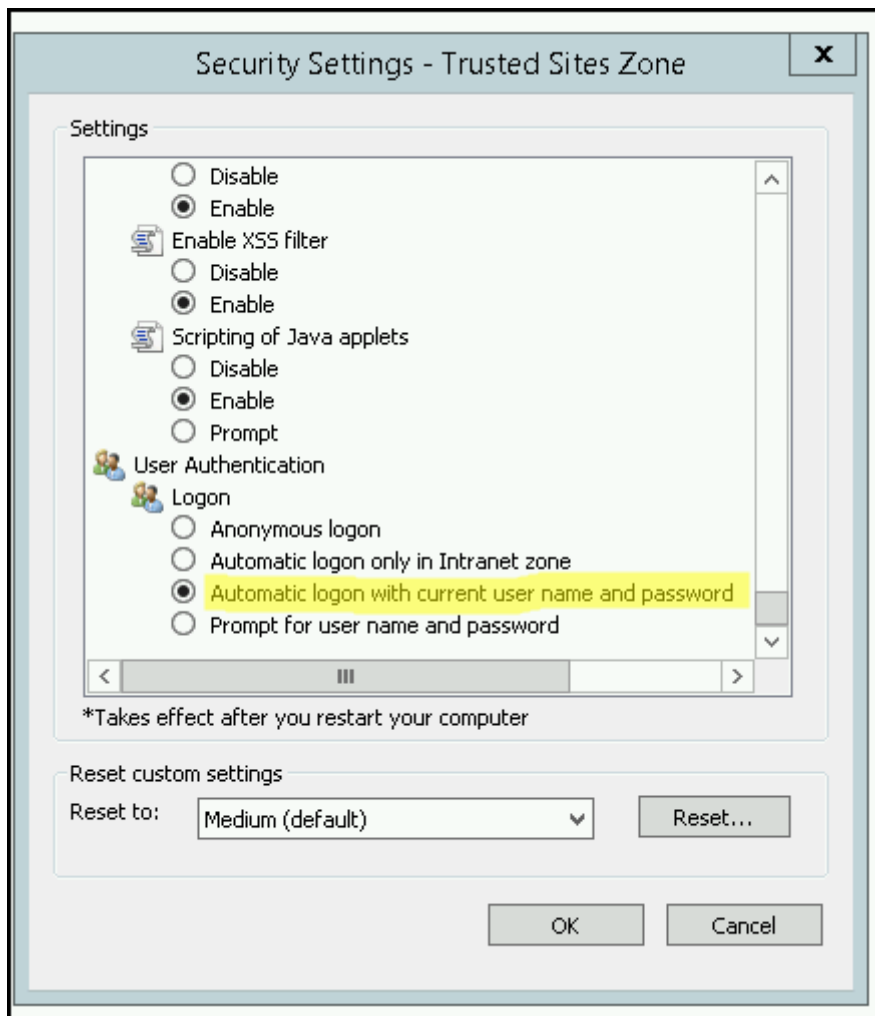 Security Settings - Trusted Sites Zone
x
Settings
Disable
Enable
Enable XSS filter
Disable
Enable
Scripting of Java applets
Disable
Enable
Prompt
User Authentication
Logon
Anonymous logon
Automatic logon only in Intranet zone
Automatic logon with current user name and password
Prompt for user name and password
*Takes effect after you restart your computer
Reset custom settings
Reset to: Medium (default) Reset...
OK Cancel